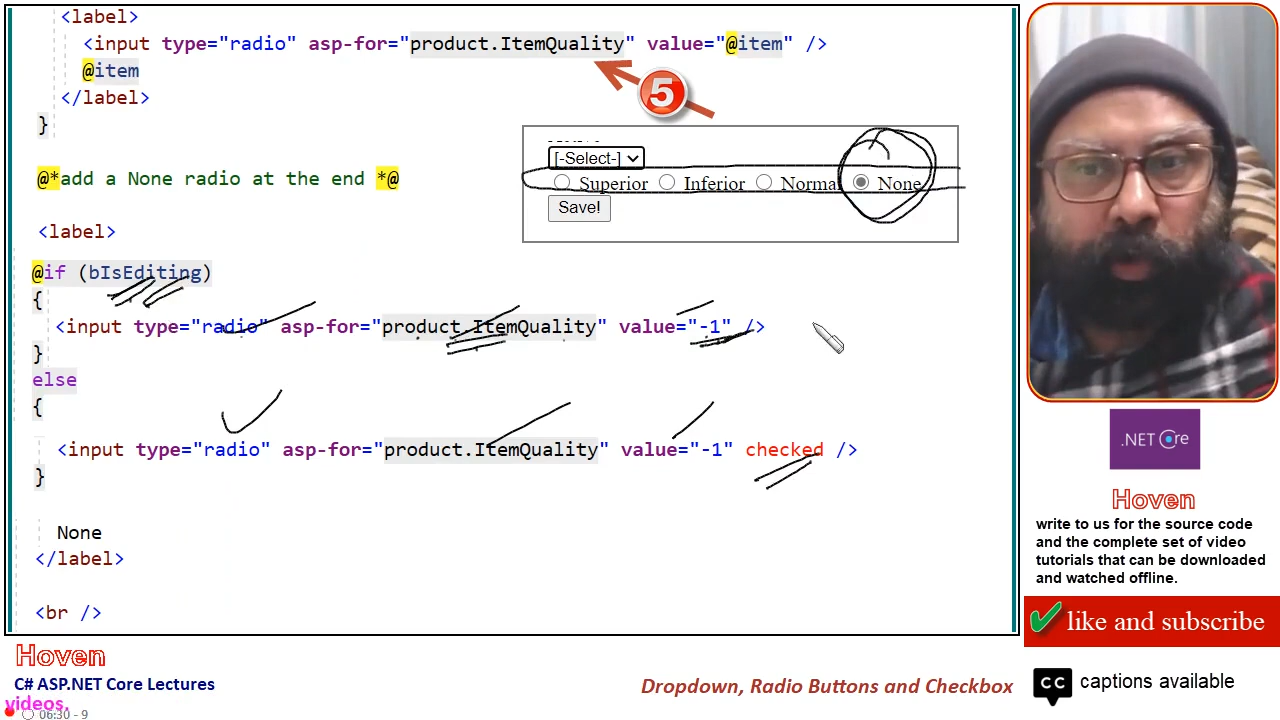 <label>
<input type="radio" asp-for="product.ItemQuality" value="@item" />
@item
</label>
}
5
[-Select-]
Superior Inferior Normal None
Save!
@*add a None radio at the end *@
<label>
@if (bIsEditing)
{
<input type="radio" asp-for="product.ItemQuality" value="-1" />
}
else
{
<input type="radio" asp-for="product.ItemQuality" value="-1" checked />
}
None
</label>
<br />
.NET Core
Hoven
write to us for the source code
and the complete set of video
tutorials that can be downloaded
and watched offline.
like and subscribe
CC captions available
Hoven
C# ASP.NET Core Lectures
Dropdown, Radio Buttons and Checkbox
videos.
06:30 - 9